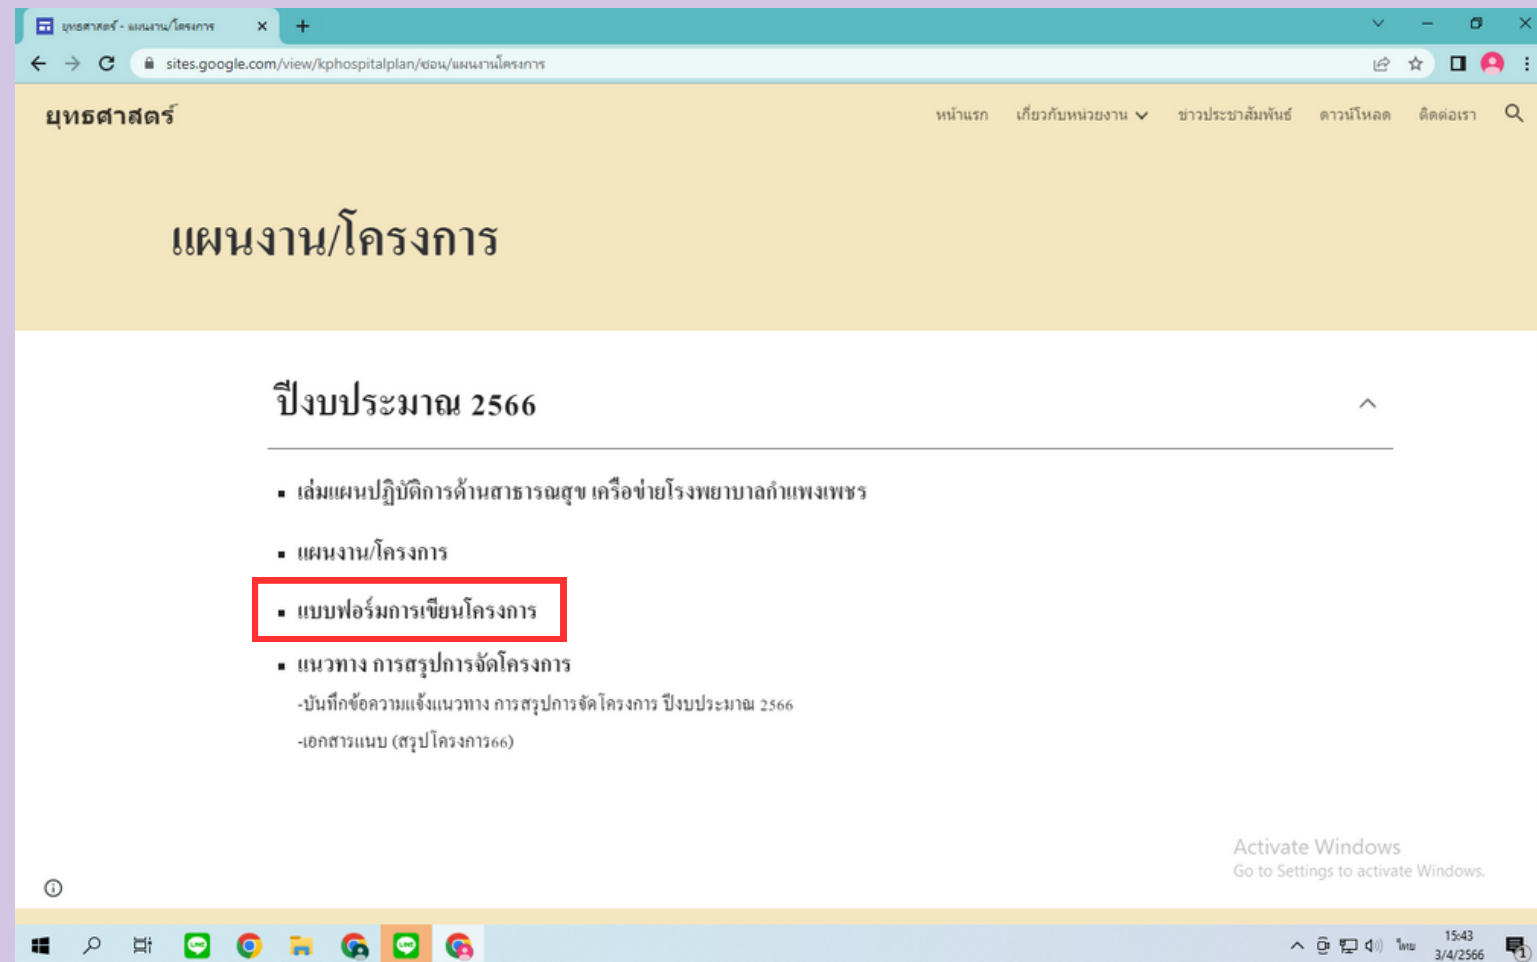 ยุทธศาสตร์ - แผนงาน/โครงการ
sites.google.com/view/kphospitalplan/ซ่อน/แผนงานโครงการ
ยุทธศาสตร์
หน้าแรก เกี่ยวกับหน่วยงาน ข่าวประชาสัมพันธ์ ดาวน์โหลด ติดต่อเรา
แผนงาน/โครงการ
ปีงบประมาณ 2566
เล่มแผนปฏิบัติการด้านสาธารณสุข เครือข่ายโรงพยาบาลกำแพงเพชร
แผนงาน/โครงการ
แบบฟอร์มการเขียนโครงการ
แนวทาง การสรุปการจัดโครงการ
-บันทึกข้อความแจ้งแนวทาง การสรุปการจัดโครงการ ปีงบประมาณ 2566
-เอกสารแนบ (สรุปโครงการ66)
Activate Windows
Go to Settings to activate Windows.
ไทย
15:43
3/4/2566
1